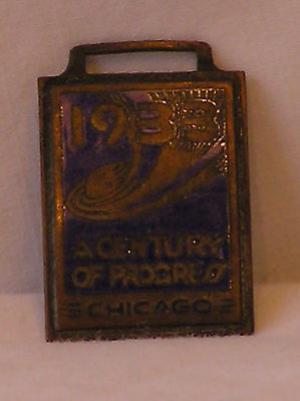 1933
A CENTURY
OF PROGRESS
CHICAGO